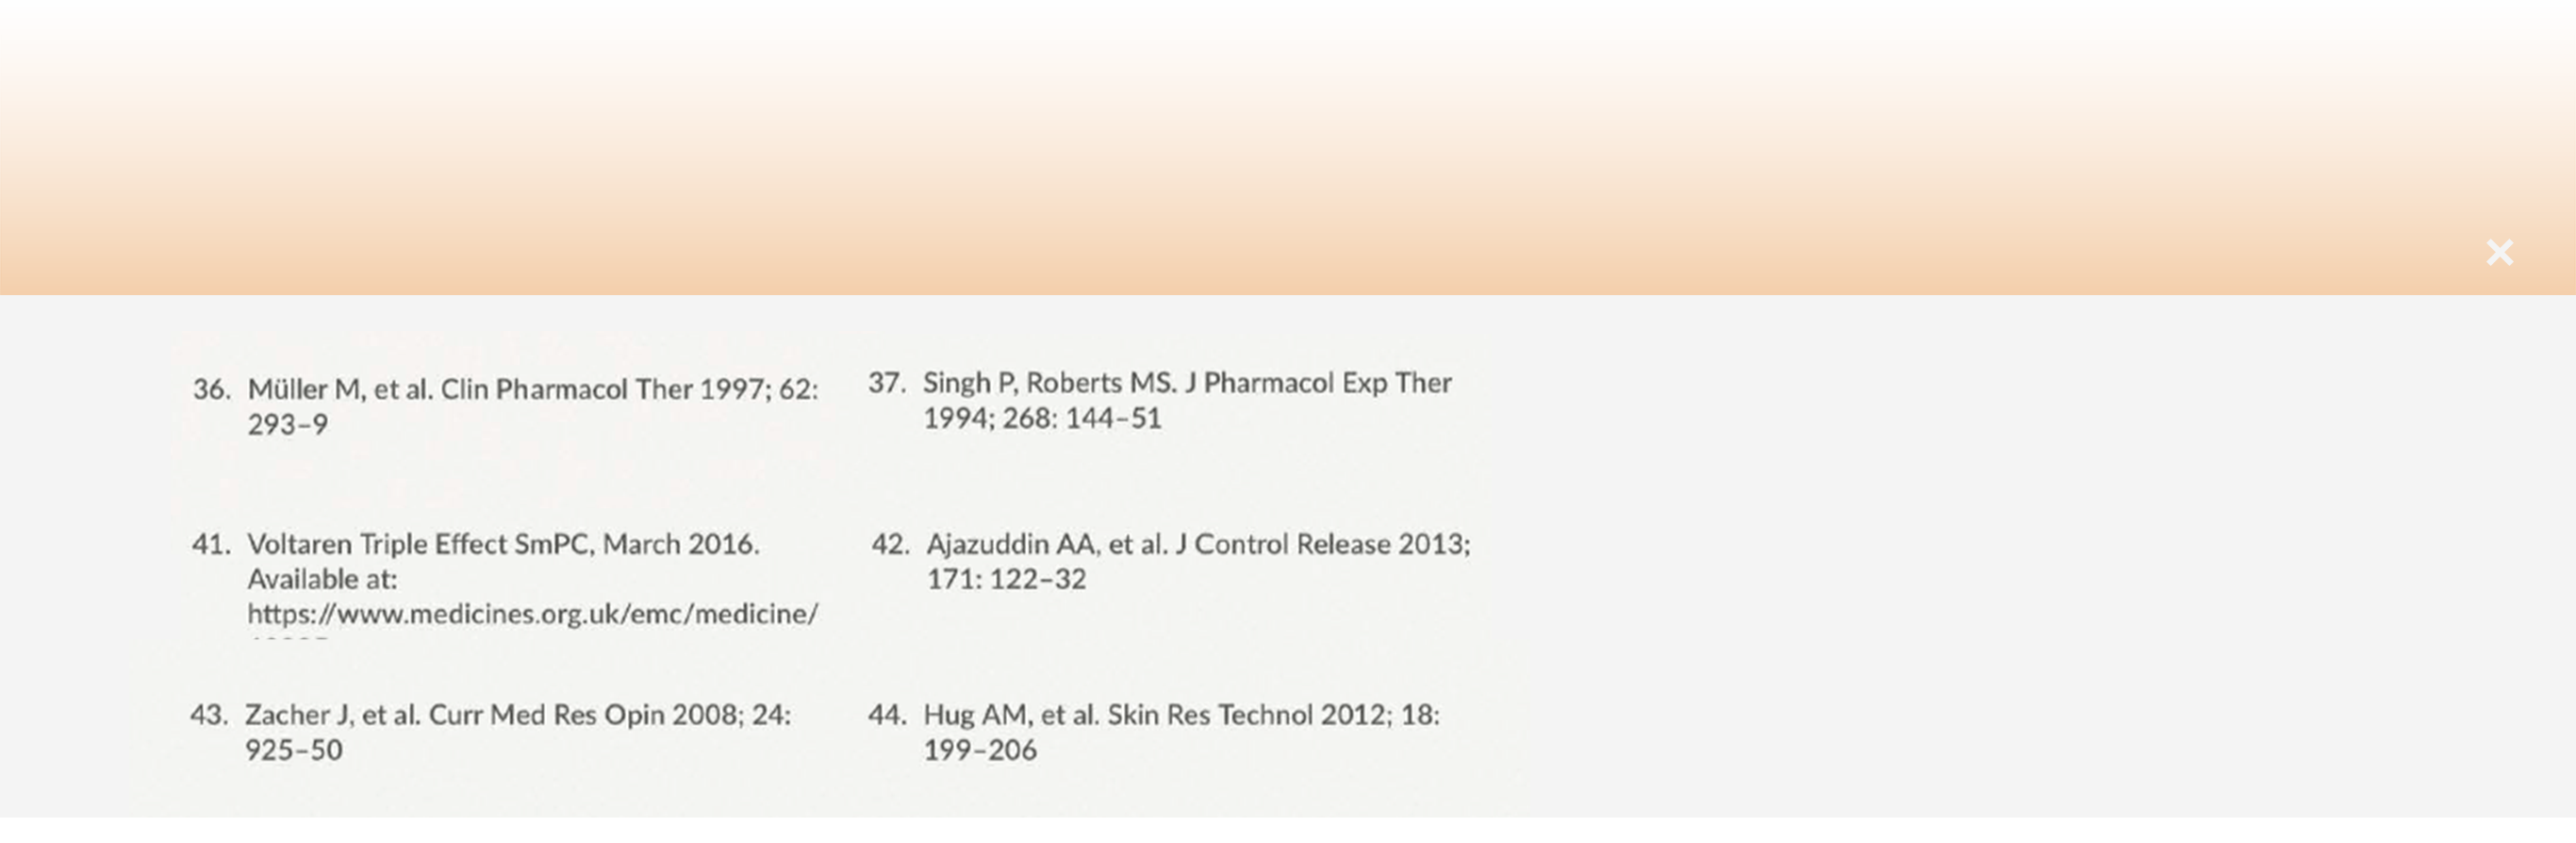 36. Müller M, et al. Clin Pharmacol Ther 1997; 62:
293–9
37. Singh P, Roberts MS. J Pharmacol Exp Ther
1994; 268: 144–51
41. Voltaren Triple Effect SmPC, March 2016.
Available at:
https://www.medicines.org.uk/emc/medicine/
42. Ajazuddin AA, et al. J Control Release 2013;
171: 122–32
43. Zacher J, et al. Curr Med Res Opin 2008; 24:
925–50
44. Hug AM, et al. Skin Res Technol 2012; 18:
199–206